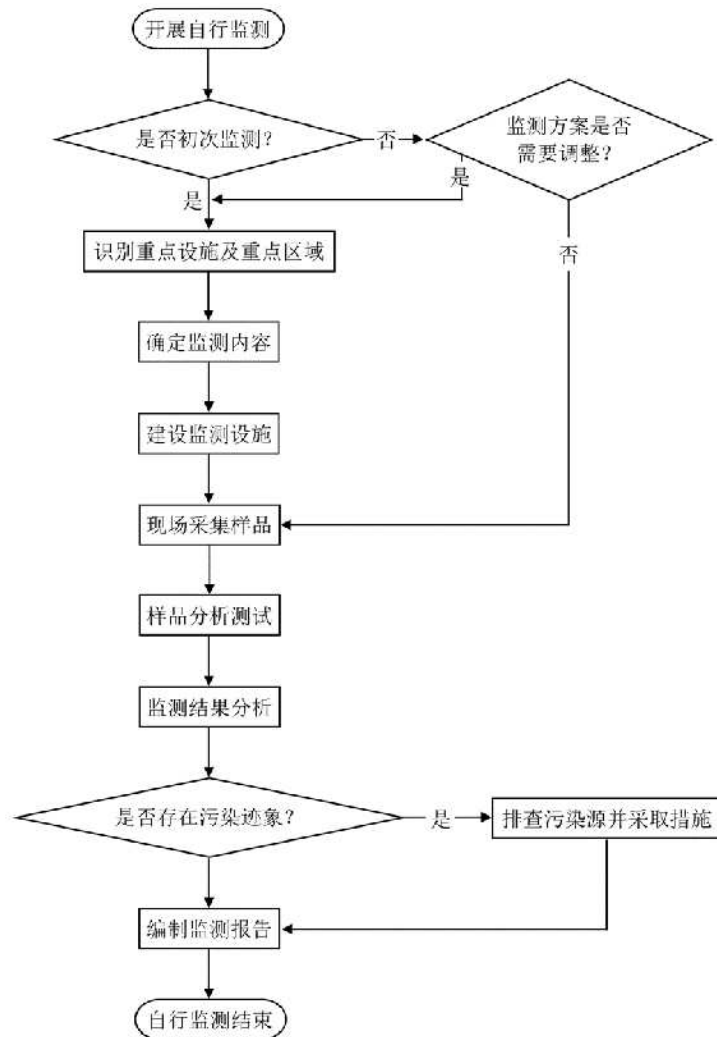 开展自行监测
是否初次监测？
否
监测方案是否
需要调整？
是
是
识别重点设施及重点区域
否
确定监测内容
建设监测设施
现场采集样品
样品分析测试
监测结果分析
是否存在污染迹象？
是
排查污染源并采取措施
编制监测报告
自行监测结束